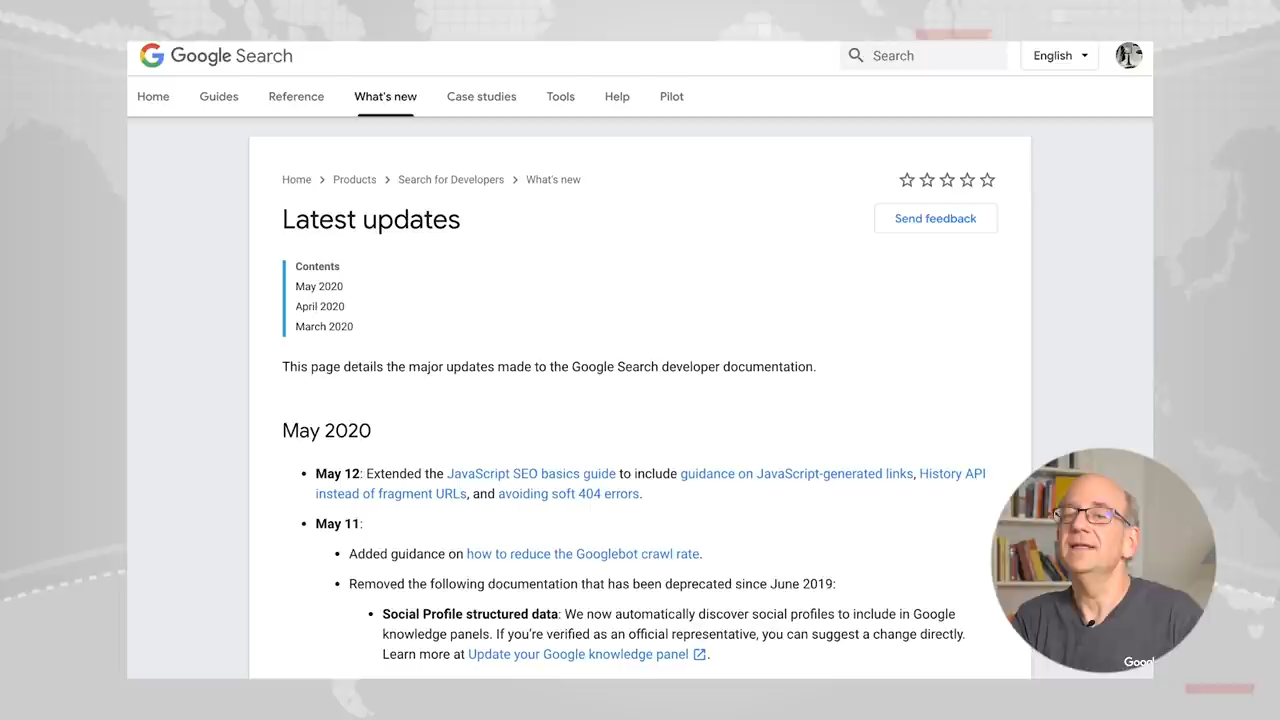 Google Search
Search
English
Home Guides Reference What's new Case studies Tools Help Pilot
Home > Products > Search for Developers > What's new
Latest updates
Send feedback
Contents
May 2020
April 2020
March 2020
This page details the major updates made to the Google Search developer documentation.
May 2020
• May 12: Extended the JavaScript SEO basics guide to include guidance on JavaScript-generated links, History API
instead of fragment URLs, and avoiding soft 404 errors.
• May 11:
• Added guidance on how to reduce the Googlebot crawl rate.
• Removed the following documentation that has been deprecated since June 2019:
• Social Profile structured data: We now automatically discover social profiles to include in Google
knowledge panels. If you're verified as an official representative, you can suggest a change directly.
Learn more at Update your Google knowledge panel.
Googl